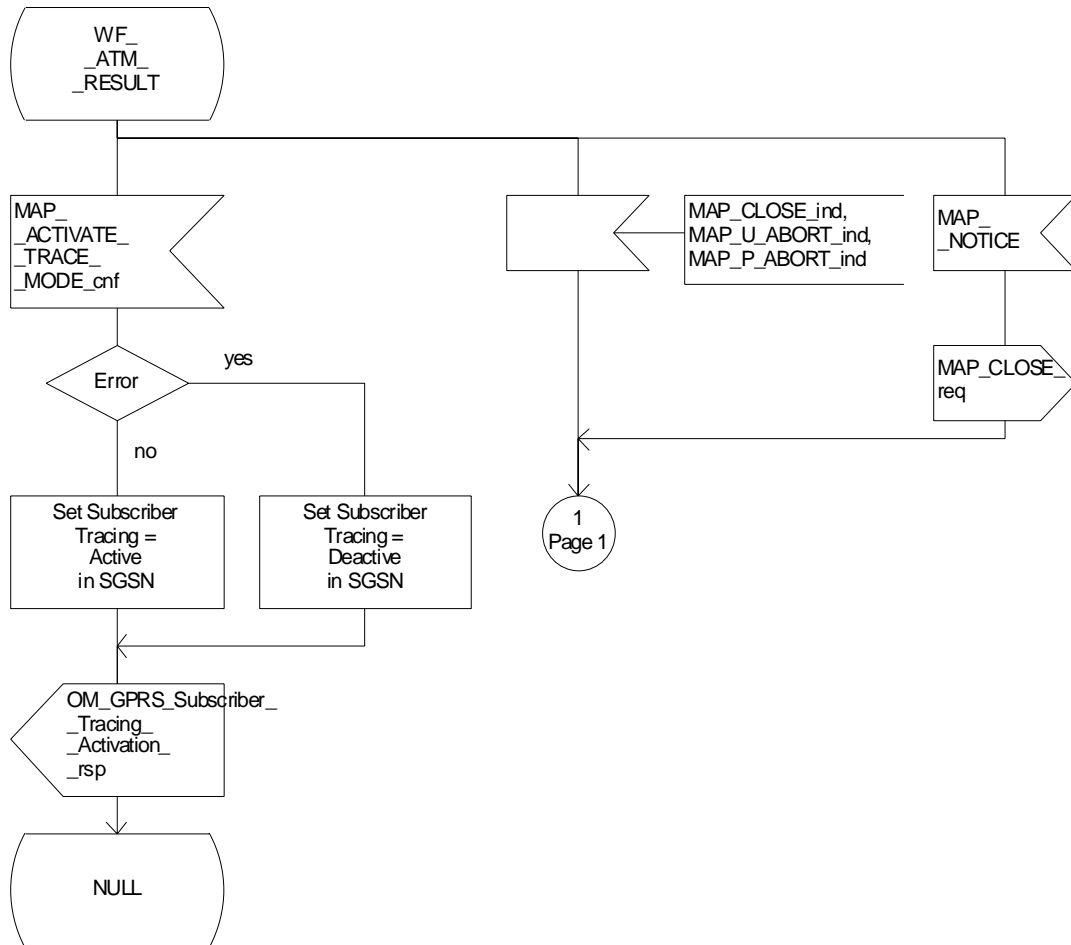 WF_
_ATM_
_RESULT
MAP_
_ACTIVATE_
_TRACE_
_MODE_cnf
MAP_CLOSE_ind,
MAP_U_ABORT_ind,
MAP_P_ABORT_ind
MAP_
_NOTICE
yes
Error
MAP_CLOSE_
req
no
Set Subscriber
Tracing =
Active
in SGSN
Set Subscriber
Tracing =
Deactive
in SGSN
1
Page 1
OM_GPRS_Subscriber_
_Tracing_
_Activation_
_rsp
NULL